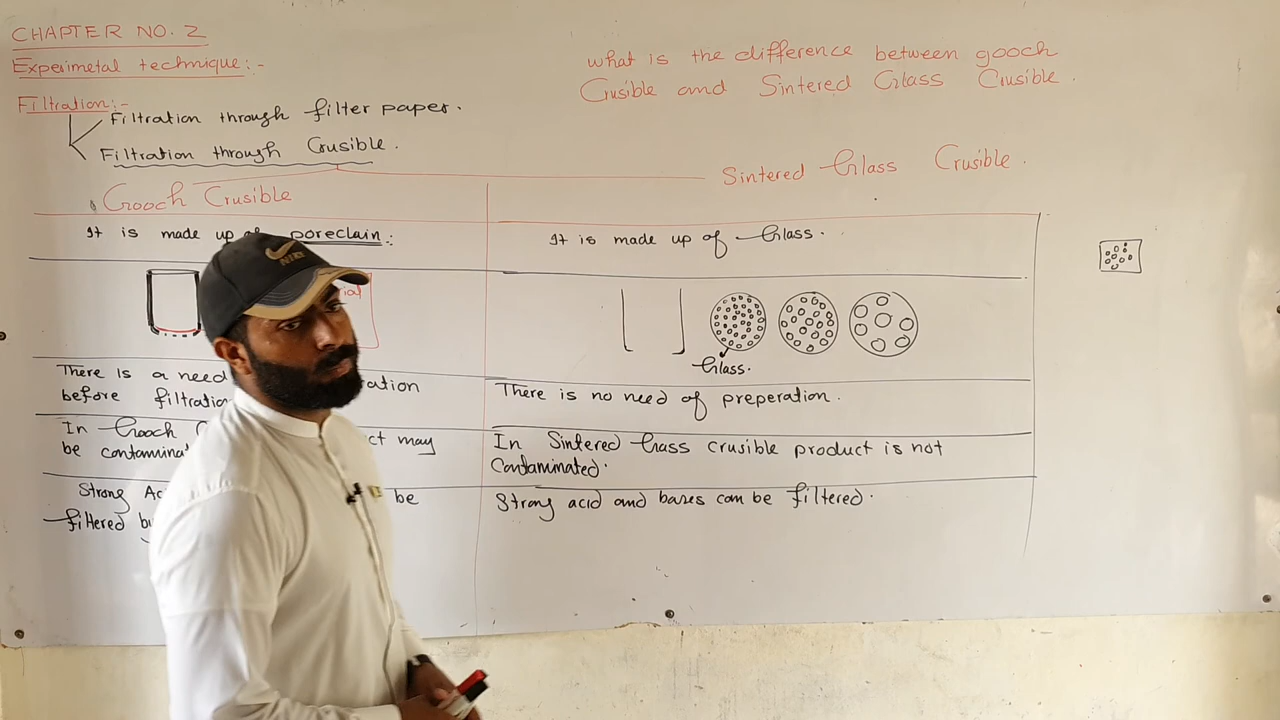 CHAPTER NO. 2
Experimetal technique:-
Filtration:-
Filtration through filter paper.
Filtration through Crusible.
what is the difference between gooch
Crusible and Sintered Glass Crusible.
Gooch Crusible
Sintered Glass Crusible.
It is made up of poreclain:
It is made up of Glass.
NIKE
Glass.
There is a need ation
before filtratio
There is no need of preperation.
In Gooch ct may
be contamina
In Sintered Glass crusible product is not
Contaminated.
Strong Ac be
filtered by
Strong acid and bases can be filtered.